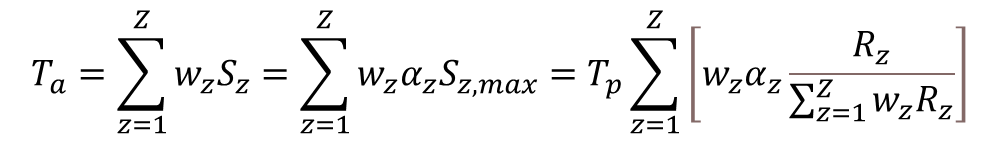 $T_a = \sum_{z=1}^{Z} w_z S_z = \sum_{z=1}^{Z} w_z \alpha_z S_{z,max} = T_p \sum_{z=1}^{Z} \left[ w_z \alpha_z \frac{R_z}{\sum_{z=1}^{Z} w_z R_z} \right]$